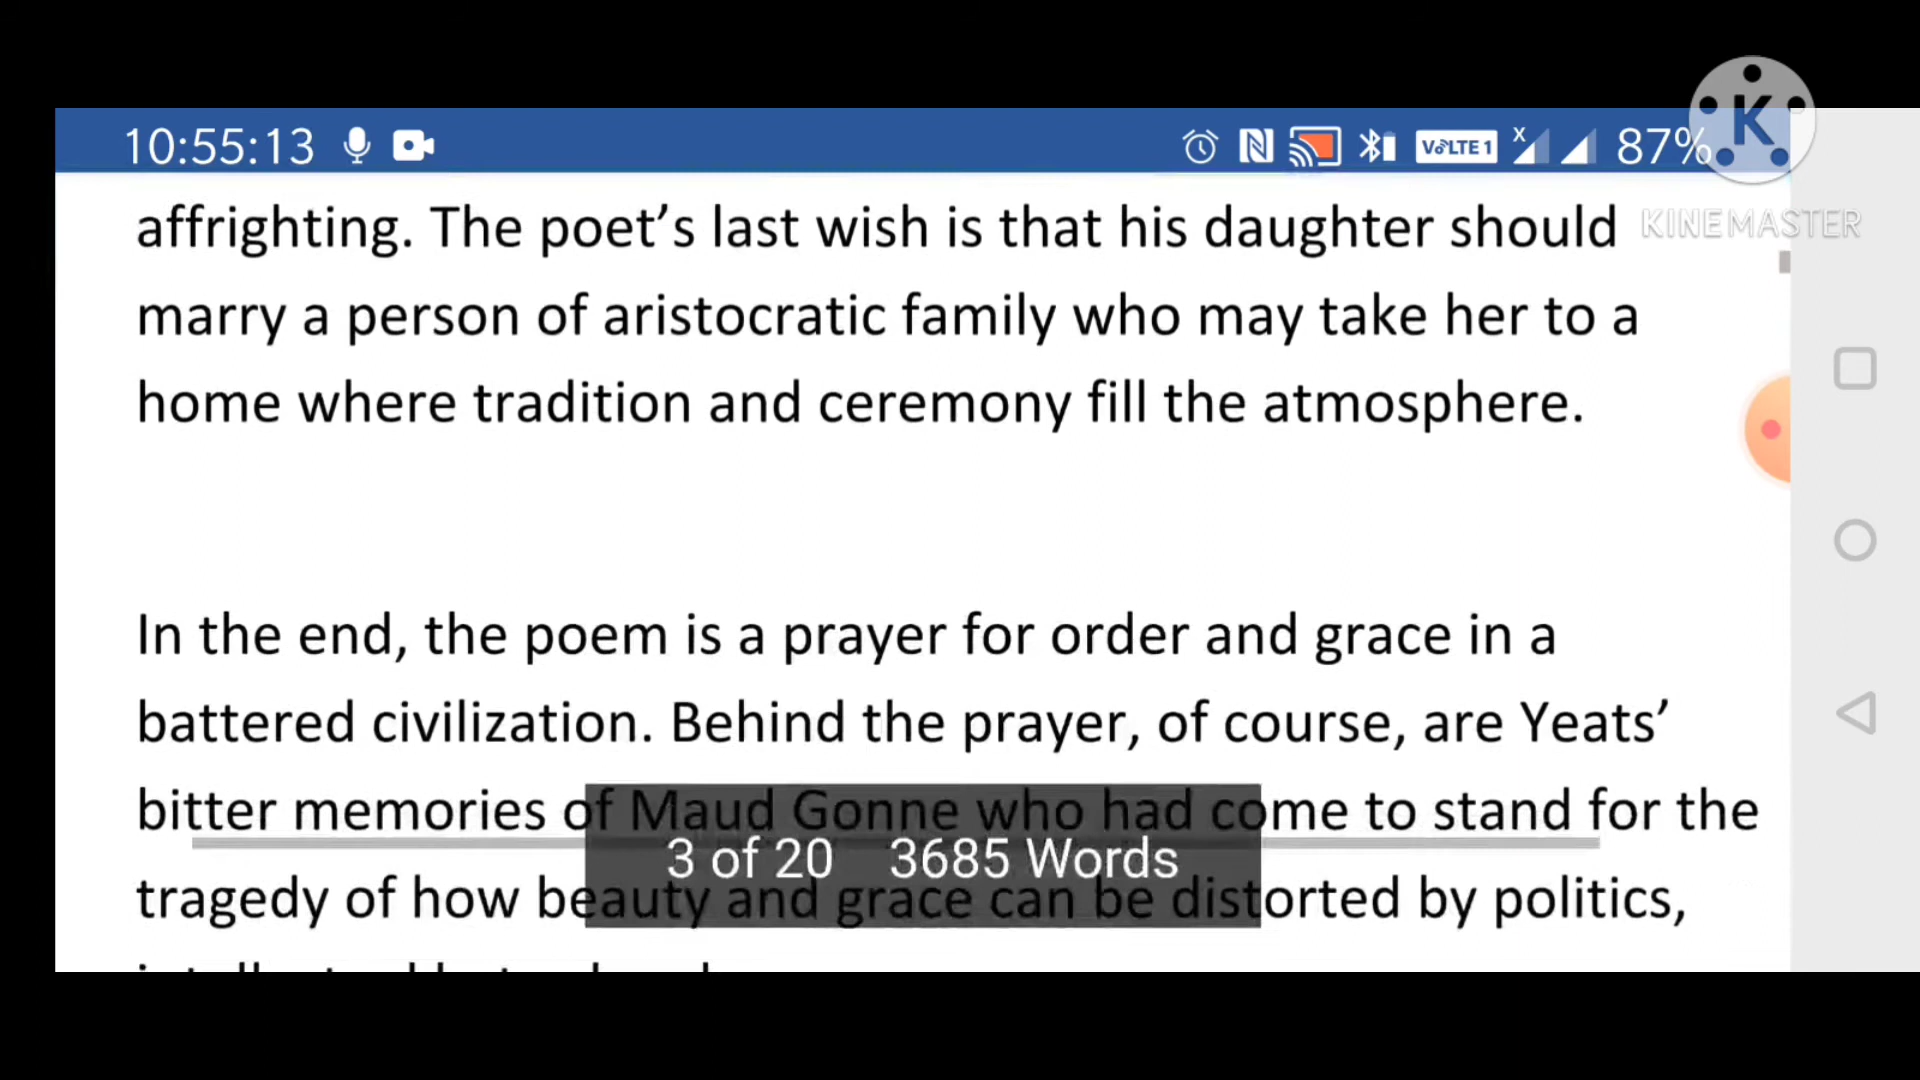 10:55:13 VoLTE 1 x 87%
K
KINEMASTER
affrighting. The poet’s last wish is that his daughter should
marry a person of aristocratic family who may take her to a
home where tradition and ceremony fill the atmosphere.
In the end, the poem is a prayer for order and grace in a
battered civilization. Behind the prayer, of course, are Yeats’
bitter memories of Maud Gonne who had come to stand for the
3 of 20 3685 Words
tragedy of how beauty and grace can be distorted by politics,